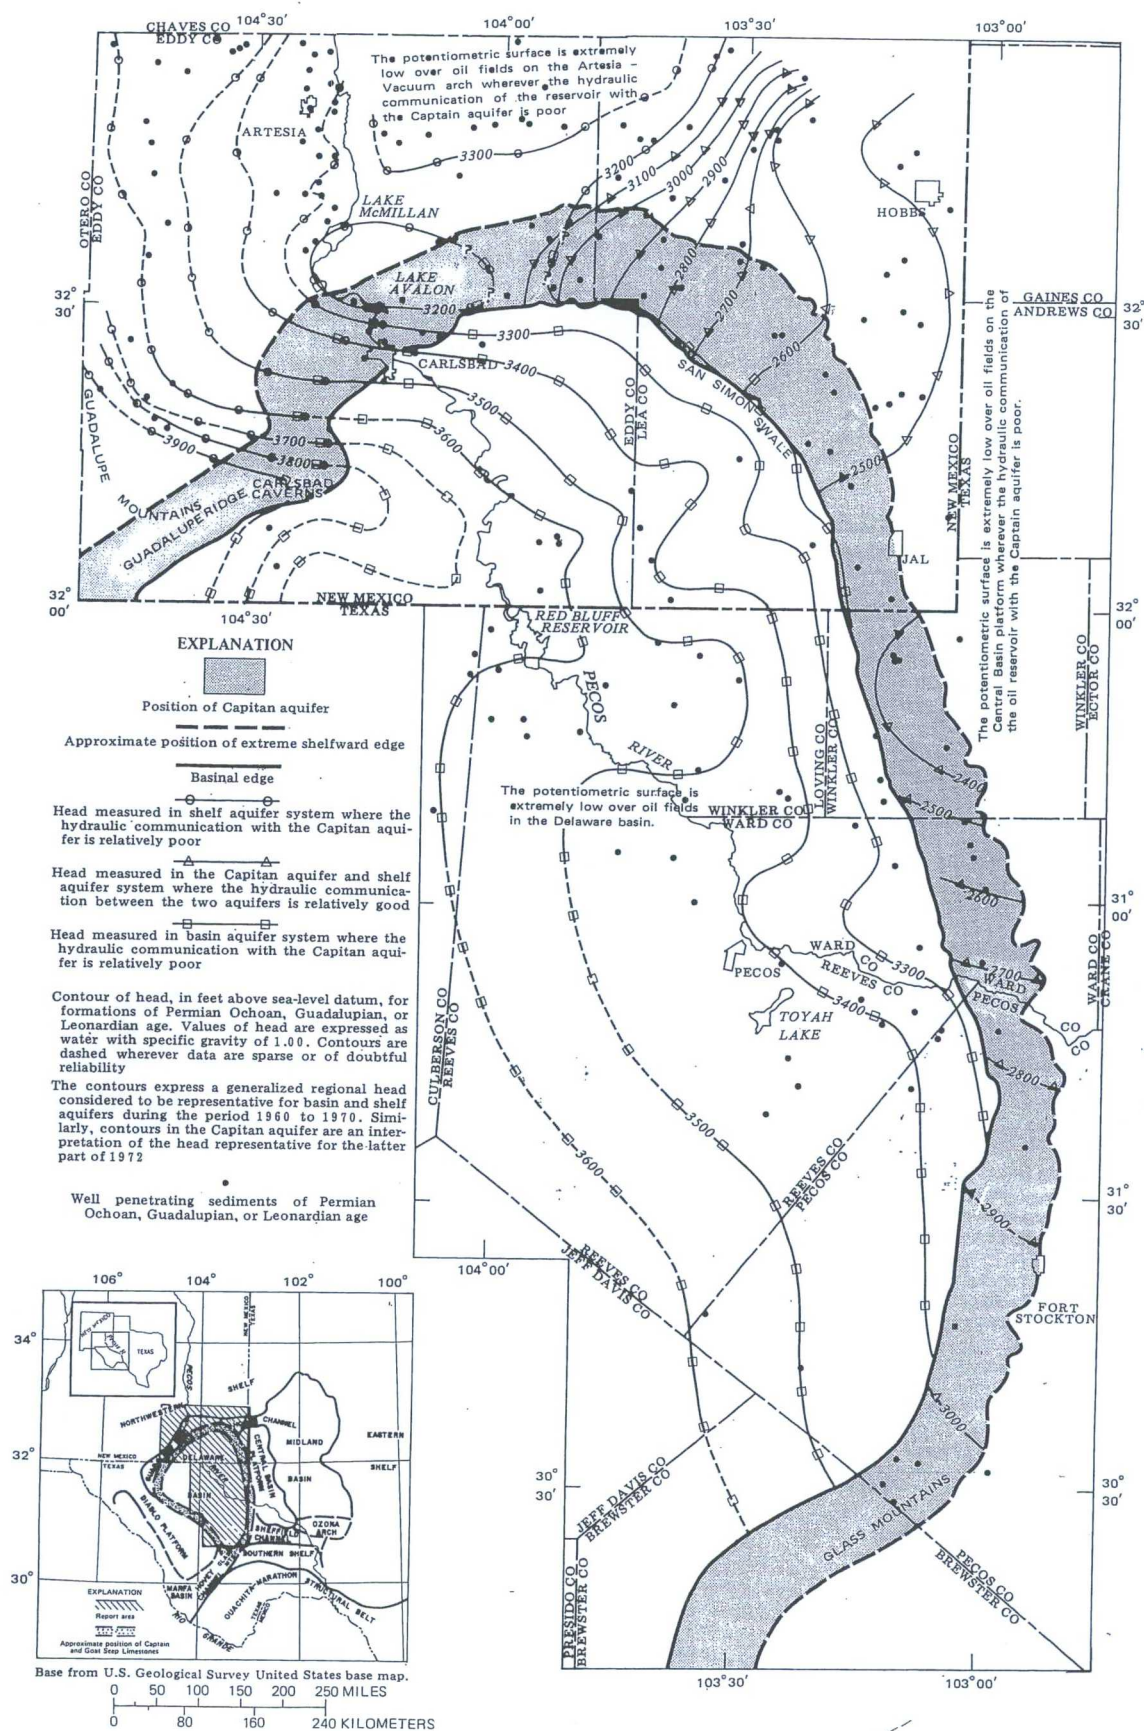 104°30'
104°00'
103°30'
103°00'
CHAVES CO
EDDY CO
The potentiometric surface is extremely
low over oil fields on the Artesia -
Vacuum arch wherever the hydraulic
communication of the reservoir with
the Captain aquifer is poor
ARTESIA
3300
3200
3100
3000
2900
OTERO CO
EDDY CO
LAKE
McMILLAN
HOBBS
LAKE
AVALON
?
?
?
?
2800
2700
32°
30'
GAINES CO
ANDREWS CO
32°
30'
3200
3300
CARLSBAD
3400
2600
SAN SIMON SWALE
EDDY CO
LEA CO
GUADALUPE
3500
3600
3700
3800
3900
2500
CARLSBAD
CAVERNS
MOUNTAINS
GUADALUPE RIDGE
NEW MEXICO
TEXAS
The potentiometric surface is extremely low over oil fields on the
Central Basin platform wherever the hydraulic communication of
the oil reservoir with the Captain aquifer is poor.
JAL
32°
00'
104°30'
NEW MEXICO
TEXAS
32°
00'
RED BLUFF
RESERVOIR
PECOS
RIVER
WINKLER CO
ECTOR CO
EXPLANATION
Position of Capitan aquifer
Approximate position of extreme shelfward edge
Basinal edge
Head measured in shelf aquifer system where the
hydraulic communication with the Capitan aqui-
fer is relatively poor
Head measured in the Capitan aquifer and shelf
aquifer system where the hydraulic communica-
tion between the two aquifers is relatively good
Head measured in basin aquifer system where the
hydraulic communication with the Capitan aqui-
fer is relatively poor
Contour of head, in feet above sea-level datum, for
formations of Permian Ochoan, Guadalupian, or
Leonardian age. Values of head are expressed as
water with specific gravity of 1.00. Contours are
dashed wherever data are sparse or of doubtful
reliability
The contours express a generalized regional head
considered to be representative for basin and shelf
aquifers during the period 1960 to 1970. Simi-
larly, contours in the Capitan aquifer are an inter-
pretation of the head representative for the latter
part of 1972
Well penetrating sediments of Permian
Ochoan, Guadalupian, or Leonardian age
The potentiometric surface is
extremely low over oil fields
in the Delaware basin.
LOVING CO
WINKLER CO
WINKLER CO
WARD CO
2400
2500
2600
31°
00'
PECOS
WARD
CO
REEVES CO
3300
3400
2700
WARD
PECOS
CO
CO
WARD CO
CRANE CO
TOYAH
LAKE
2800
CULBERSON CO
REEVES CO
3500
3600
REEVES CO
PECOS CO
2900
31°
30'
104°00'
REEVES CO
JEFF DAVIS CO
FORT
STOCKTON
3000
30°
30'
JEFF DAVIS CO
BREWSTER CO
GLASS MOUNTAINS
30°
30'
PECOS CO
BREWSTER CO
PRESIDO CO
BREWSTER CO
103°30'
103°00'
106°
104°
102°
100°
34°
32°
30°
NEW MEXICO
TEXAS
NEW MEXICO
TEXAS
PECOS
SHELF
NORTHWESTERN
CHANNEL
MIDLAND
BASIN
EASTERN
SHELF
NEW MEXICO
TEXAS
DELAWARE
BASIN
CENTRAL BASIN
PLATFORM
DIABLO PLATFORM
SHEFFIELD
CHANNEL
OZONA
ARCH
SOUTHERN SHELF
MARFA
BASIN
HOVEY
CHANNEL
OUACHITA-MARATHON STRUCTURAL BELT
RIO
GRANDE
TEXAS
MEXICO
EXPLANATION
Report area
Approximate position of Captain
and Goat Seep Limestones
Base from U.S. Geological Survey United States base map.
0 50 100 150 200 250 MILES
0 80 160 240 KILOMETERS